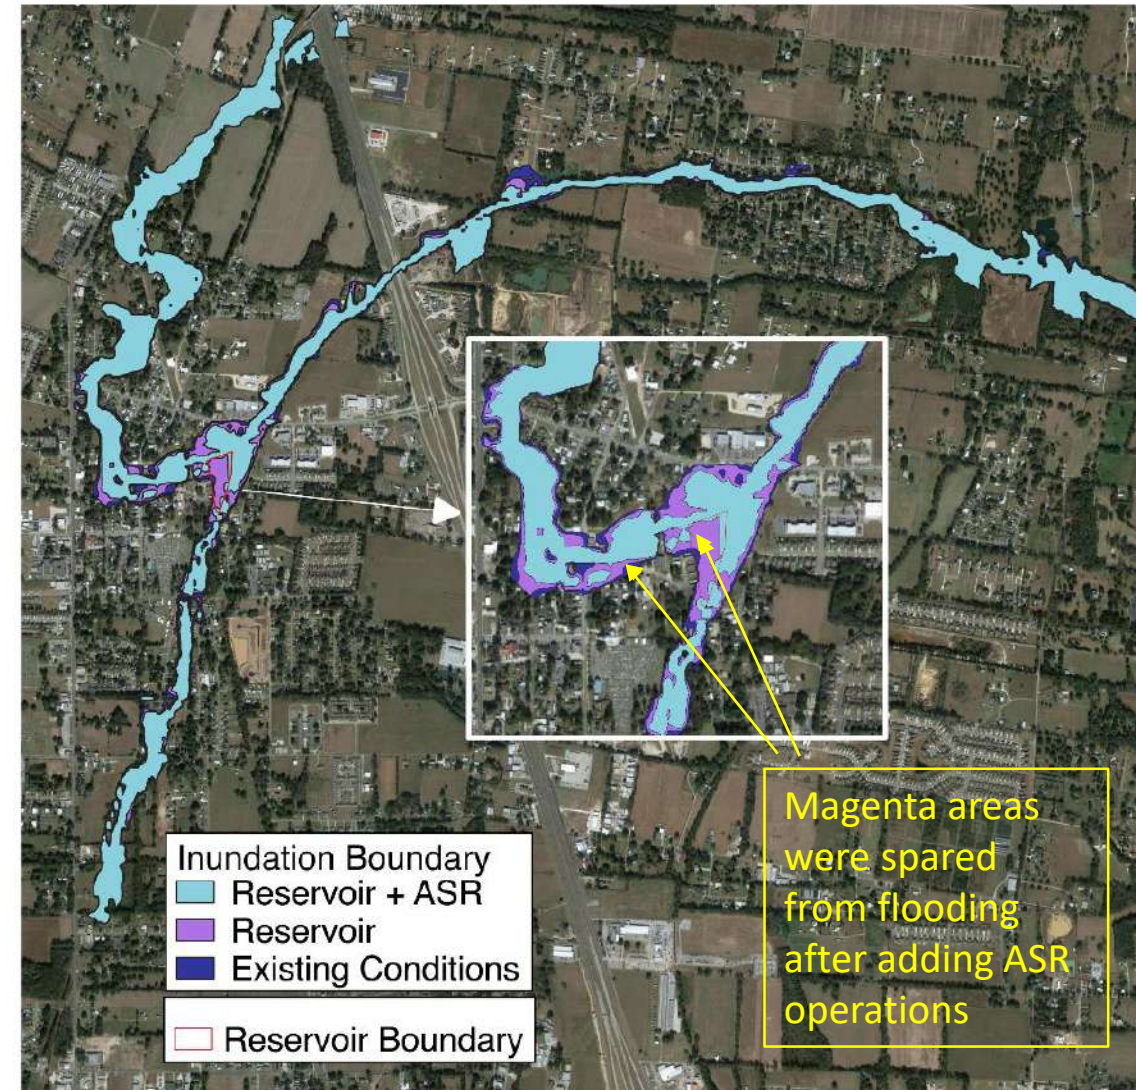 Inundation Boundary
Reservoir + ASR
Reservoir
Existing Conditions
Reservoir Boundary
Magenta areas
were spared
from flooding
after adding ASR
operations